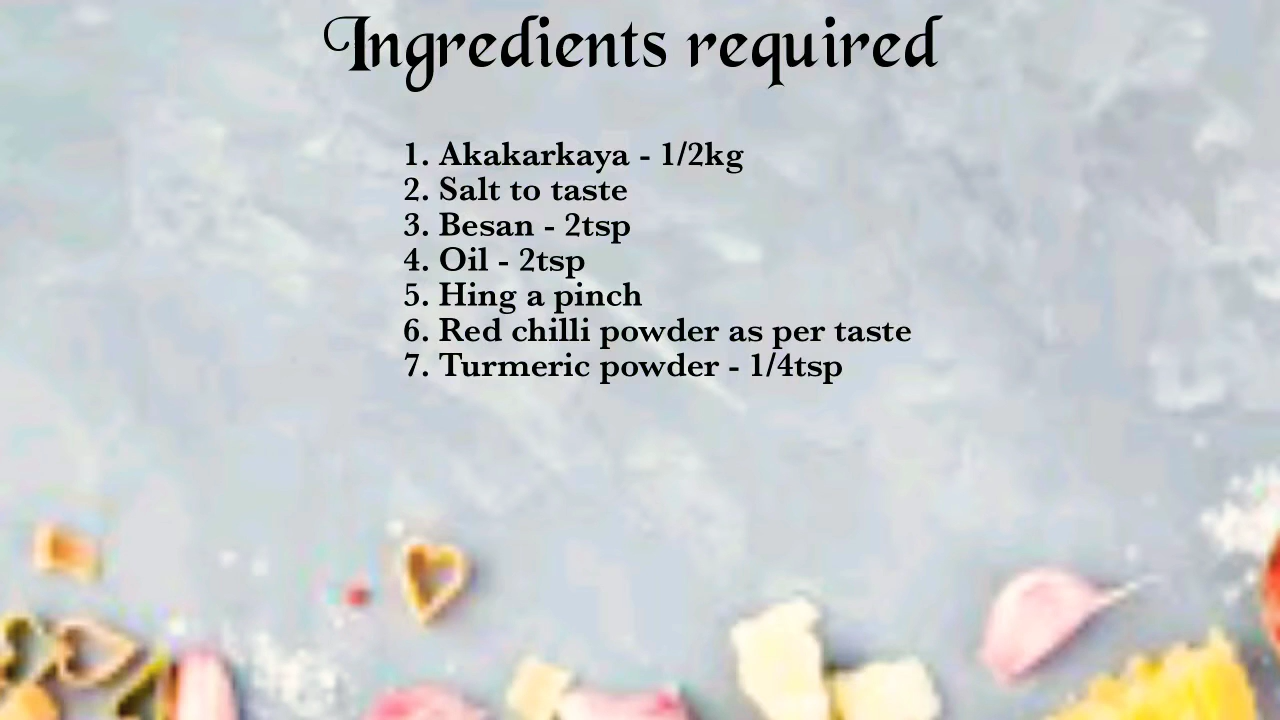 Ingredients required
1. Akakarkaya - 1/2kg
2. Salt to taste
3. Besan - 2tsp
4. Oil - 2tsp
5. Hing a pinch
6. Red chilli powder as per taste
7. Turmeric powder - 1/4tsp